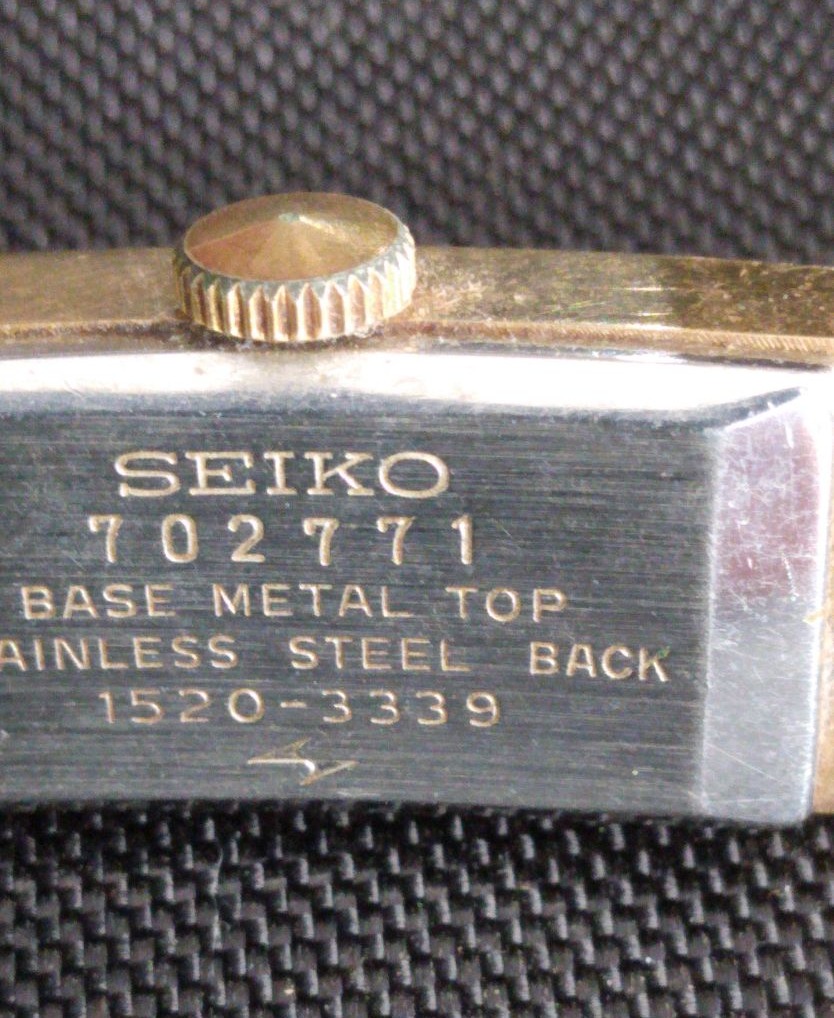 SEIKO
702771
BASE METAL TOP
AINLESS STEEL BACK
1520-3339